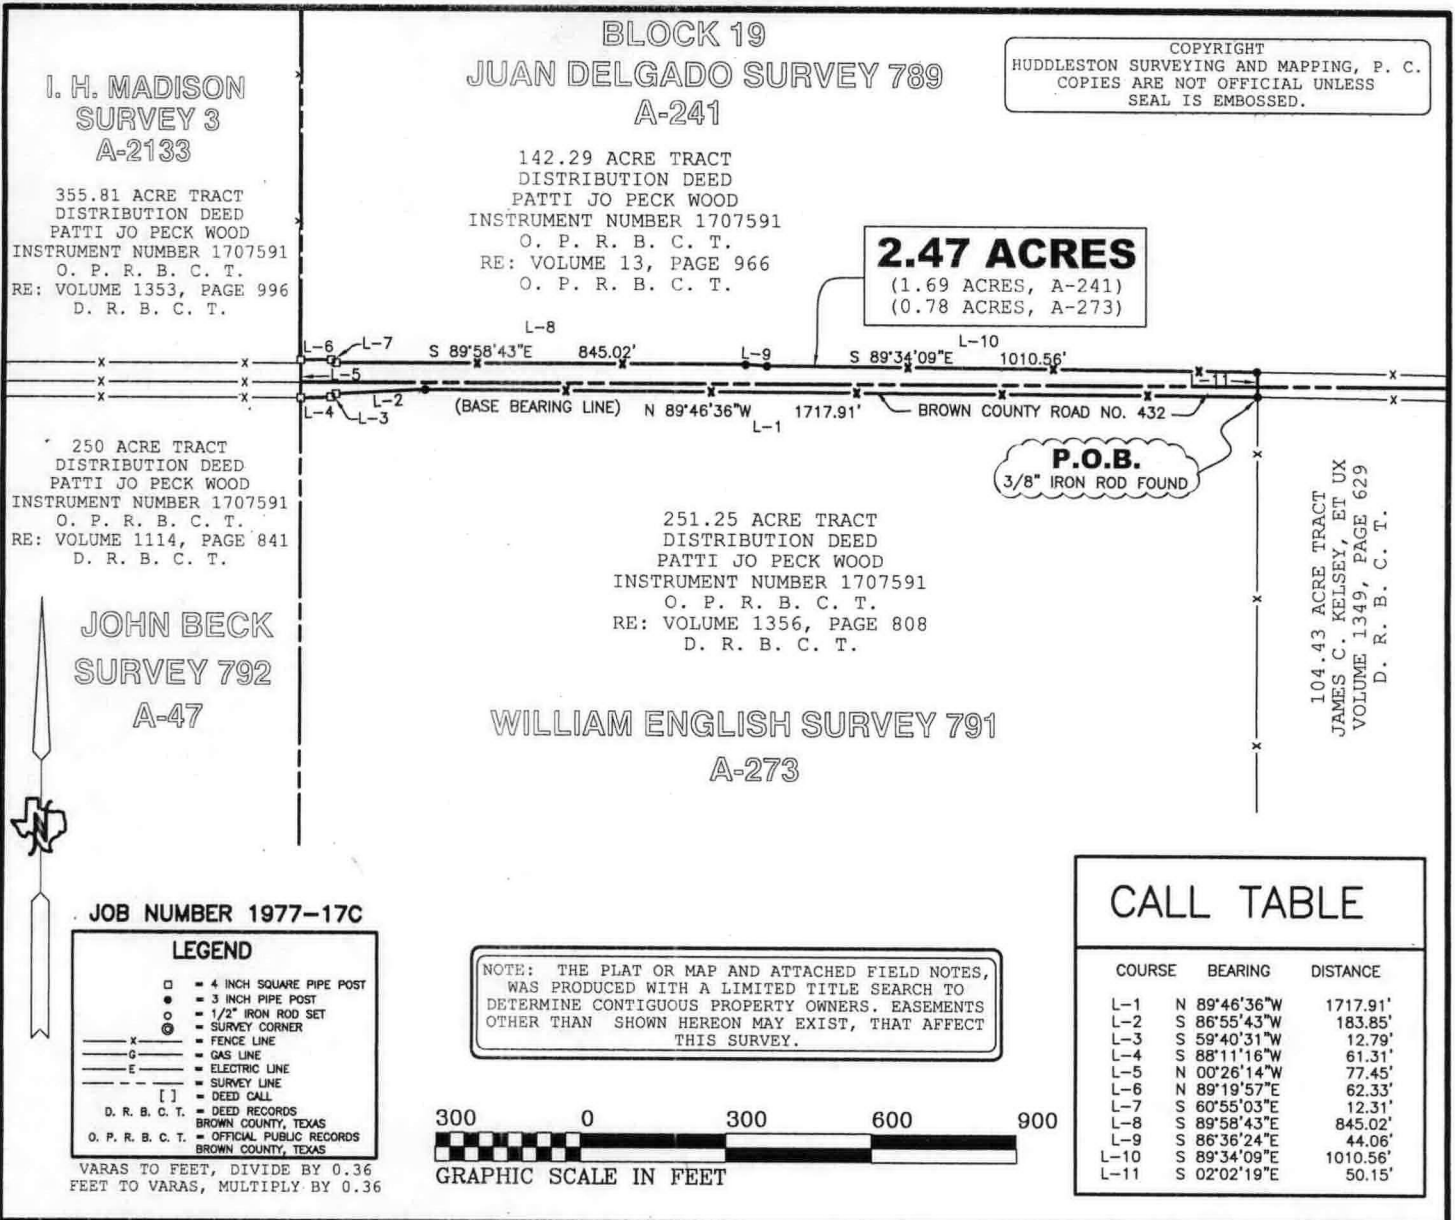 BLOCK 19
JUAN DELGADO SURVEY 789
A-241
COPYRIGHT
HUDDLESTON SURVEYING AND MAPPING, P. C.
COPIES ARE NOT OFFICIAL UNLESS
SEAL IS EMBOSSED.
I. H. MADISON
SURVEY 3
A-2133
355.81 ACRE TRACT
DISTRIBUTION DEED
PATTI JO PECK WOOD
INSTRUMENT NUMBER 1707591
O. P. R. B. C. T.
RE: VOLUME 1353, PAGE 996
D. R. B. C. T.
142.29 ACRE TRACT
DISTRIBUTION DEED
PATTI JO PECK WOOD
INSTRUMENT NUMBER 1707591
O. P. R. B. C. T.
RE: VOLUME 13, PAGE 966
O. P. R. B. C. T.
2.47 ACRES
(1.69 ACRES, A-241)
(0.78 ACRES, A-273)
L-6
L-7
L-8
S 89°58'43"E 845.02'
L-9
L-10
S 89°34'09"E 1010.56'
L-5
L-11
L-4
L-3
L-2
(BASE BEARING LINE) N 89°46'36"W 1717.91'
L-1
BROWN COUNTY ROAD NO. 432
P.O.B.
3/8" IRON ROD FOUND
250 ACRE TRACT
DISTRIBUTION DEED
PATTI JO PECK WOOD
INSTRUMENT NUMBER 1707591
O. P. R. B. C. T.
RE: VOLUME 1114, PAGE 841
D. R. B. C. T.
251.25 ACRE TRACT
DISTRIBUTION DEED
PATTI JO PECK WOOD
INSTRUMENT NUMBER 1707591
O. P. R. B. C. T.
RE: VOLUME 1356, PAGE 808
D. R. B. C. T.
104.43 ACRE TRACT
JAMES C. KELSEY, ET UX
VOLUME 1349, PAGE 629
D. R. B. C. T.
JOHN BECK
SURVEY 792
A-47
WILLIAM ENGLISH SURVEY 791
A-273
N
JOB NUMBER 1977-17C
LEGEND
= 4 INCH SQUARE PIPE POST
= 3 INCH PIPE POST
= 1/2" IRON ROD SET
= SURVEY CORNER
X = FENCE LINE
G = GAS LINE
E = ELECTRIC LINE
= SURVEY LINE
[ ] = DEED CALL
D. R. B. C. T. = DEED RECORDS
BROWN COUNTY, TEXAS
O. P. R. B. C. T. = OFFICIAL PUBLIC RECORDS
BROWN COUNTY, TEXAS
VARAS TO FEET, DIVIDE BY 0.36
FEET TO VARAS, MULTIPLY BY 0.36
NOTE: THE PLAT OR MAP AND ATTACHED FIELD NOTES,
WAS PRODUCED WITH A LIMITED TITLE SEARCH TO
DETERMINE CONTIGUOUS PROPERTY OWNERS. EASEMENTS
OTHER THAN SHOWN HEREON MAY EXIST, THAT AFFECT
THIS SURVEY.
300 0 300 600 900
GRAPHIC SCALE IN FEET
CALL TABLE
COURSE BEARING DISTANCE
L-1 N 89°46'36"W 1717.91'
L-2 S 86°55'43"W 183.85'
L-3 S 59°40'31"W 12.79'
L-4 S 88°11'16"W 61.31'
L-5 N 00°26'14"W 77.45'
L-6 N 89°19'57"E 62.33'
L-7 S 60°55'03"E 12.31'
L-8 S 89°58'43"E 845.02'
L-9 S 86°36'24"E 44.06'
L-10 S 89°34'09"E 1010.56'
L-11 S 02°02'19"E 50.15'